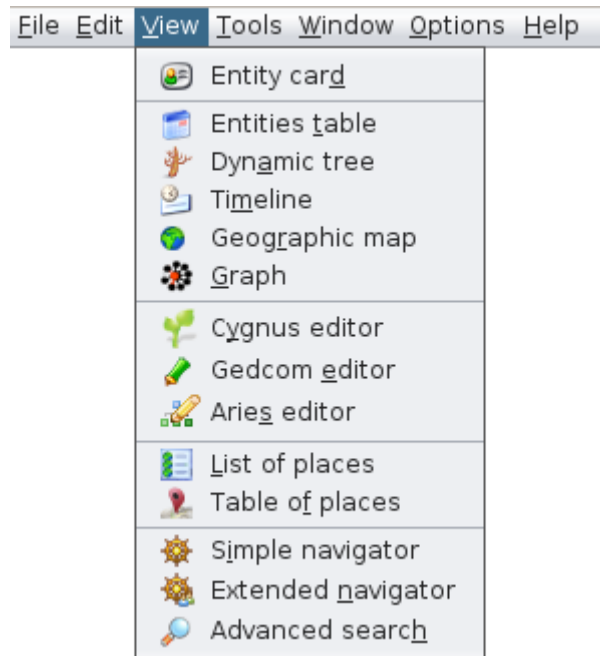 File Edit View Tools Window Options Help
Entity card
Entities table
Dynamic tree
Timeline
Geographic map
Graph
Cygnus editor
Gedcom editor
Aries editor
List of places
Table of places
Simple navigator
Extended navigator
Advanced search